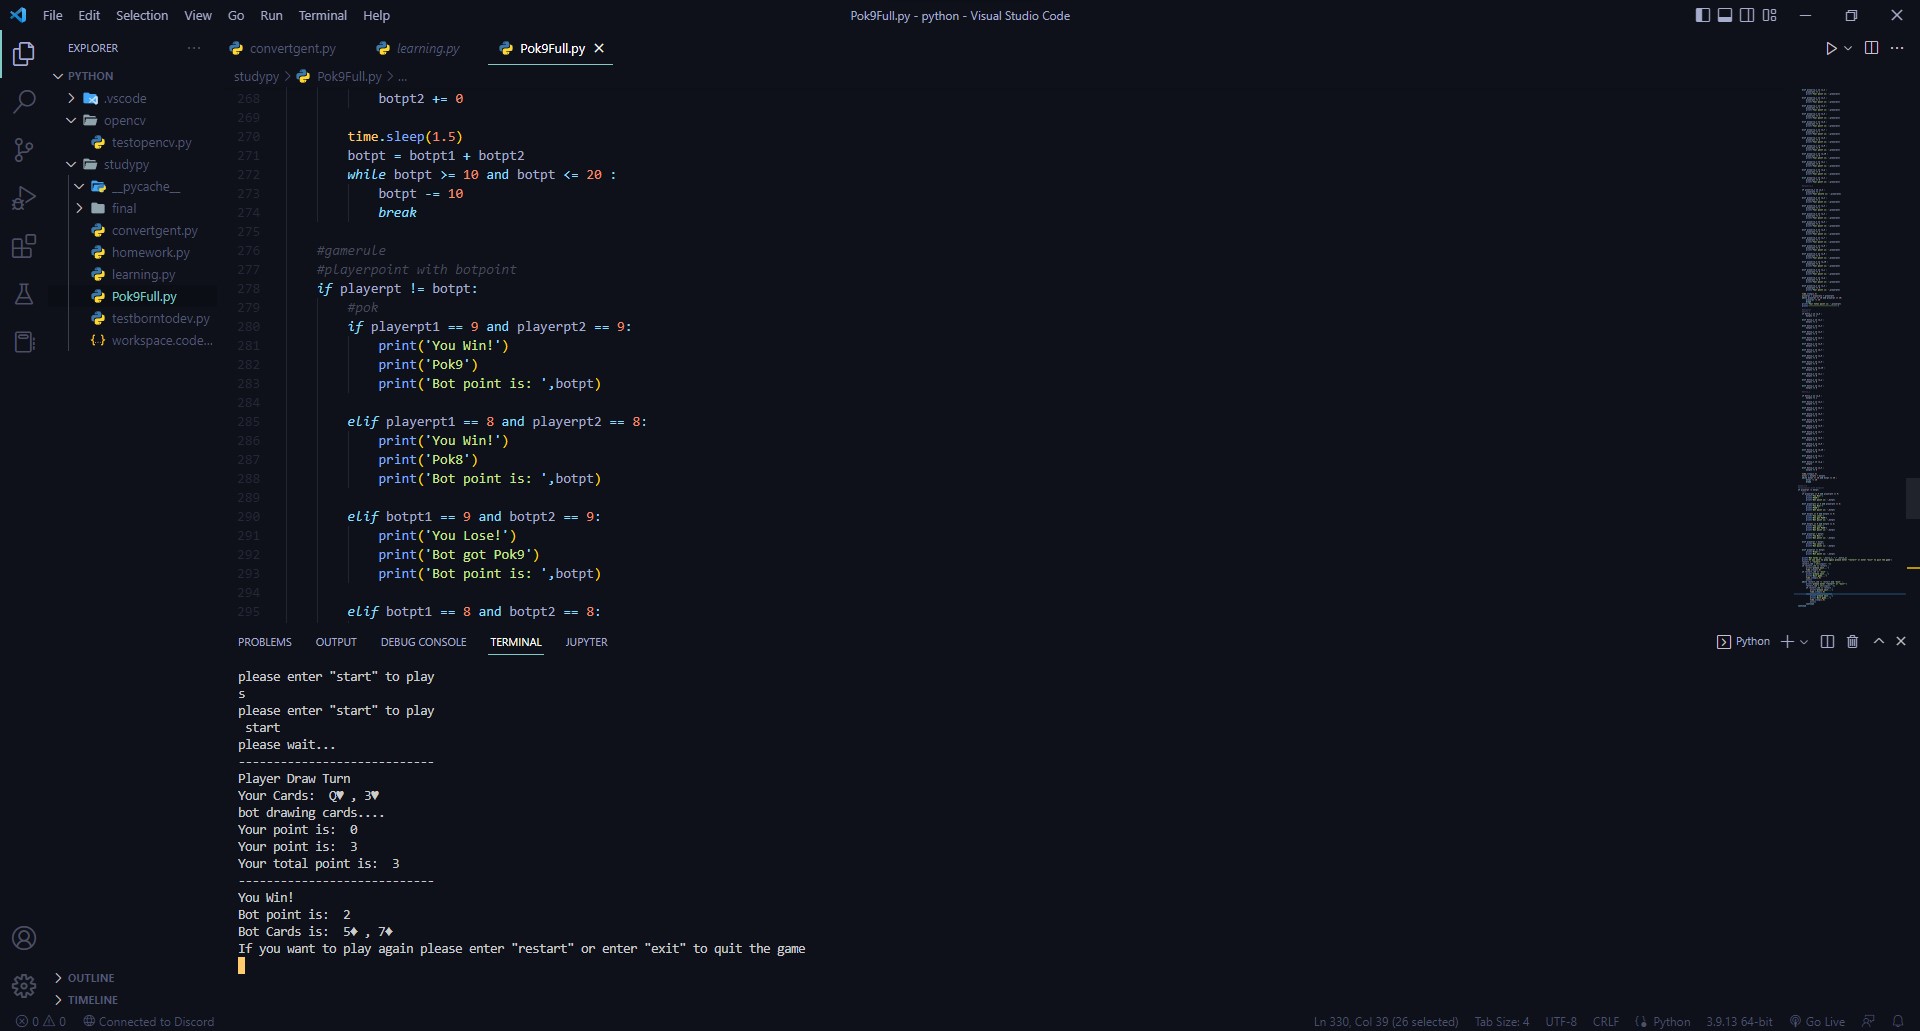 File Edit Selection View Go Run Terminal Help
Pok9Full.py - python - Visual Studio Code
EXPLORER
PYTHON
.vscode
opencv
testopencv.py
studypy
__pycache__
final
convertgent.py
homework.py
learning.py
Pok9Full.py
testborntodev.py
workspace.code...
OUTLINE
TIMELINE
convertgent.py learning.py Pok9Full.py
studypy > Pok9Full.py > ...
268 botpt2 += 0
269
270 time.sleep(1.5)
271 botpt = botpt1 + botpt2
272 while botpt >= 10 and botpt <= 20 :
273 botpt -= 10
274 break
275
276 #gamerule
277 #playerpoint with botpoint
278 if playerpt != botpt:
279 #pok
280 if playerpt1 == 9 and playerpt2 == 9:
281 print('You Win!')
282 print('Pok9')
283 print('Bot point is: ',botpt)
284
285 elif playerpt1 == 8 and playerpt2 == 8:
286 print('You Win!')
287 print('Pok8')
288 print('Bot point is: ',botpt)
289
290 elif botpt1 == 9 and botpt2 == 9:
291 print('You Lose!')
292 print('Bot got Pok9')
293 print('Bot point is: ',botpt)
294
295 elif botpt1 == 8 and botpt2 == 8:
PROBLEMS OUTPUT DEBUG CONSOLE TERMINAL JUPYTER
Python
please enter "start" to play
s
please enter "start" to play
start
please wait...
----------------------------
Player Draw Turn
Your Cards:  Q♥ , 3♥
bot drawing cards....
Your point is:  0
Your point is:  3
Your total point is:  3
----------------------------
You Win!
Bot point is:  2
Bot Cards is:  5♦ , 7♦
If you want to play again please enter "restart" or enter "exit" to quit the game
0 0 Connected to Discord
Ln 330, Col 39 (26 selected) Tab Size: 4 UTF-8 CRLF Python 3.9.13 64-bit Go Live